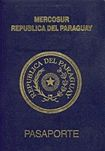 MERCOSUR
REPUBLICA DEL PARAGUAY
REPUBLICA DEL PARAGUAY
PASAPORTE